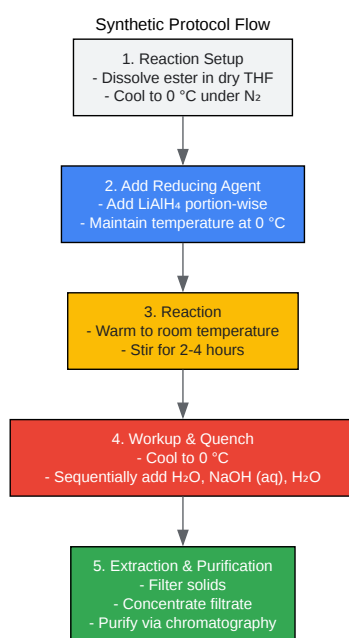 Synthetic Protocol Flow
1. Reaction Setup
- Dissolve ester in dry THF
- Cool to 0 °C under N₂
2. Add Reducing Agent
- Add LiAlH₄ portion-wise
- Maintain temperature at 0 °C
3. Reaction
- Warm to room temperature
- Stir for 2-4 hours
4. Workup & Quench
- Cool to 0 °C
- Sequentially add H₂O, NaOH (aq), H₂O
5. Extraction & Purification
- Filter solids
- Concentrate filtrate
- Purify via chromatography